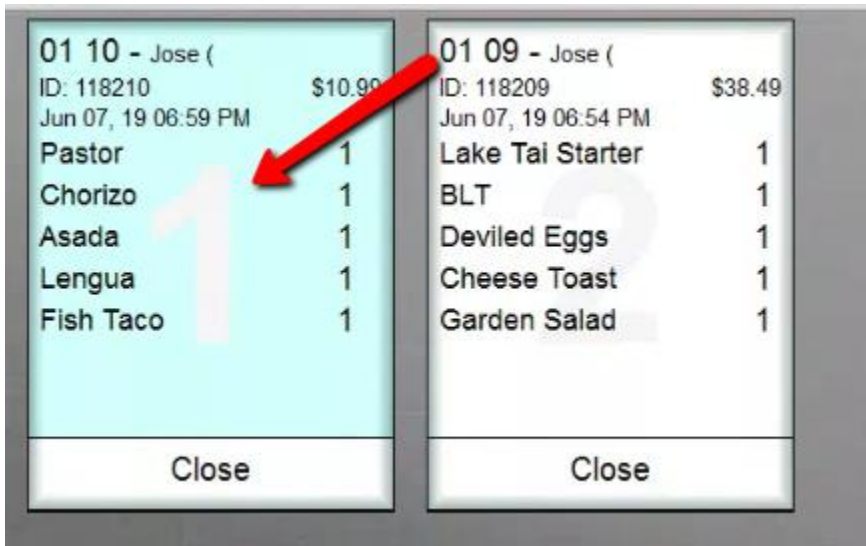 01 10 - Jose (
ID: 118210 $10.99
Jun 07, 19 06:59 PM
Pastor 1
Chorizo 1
Asada 1
Lengua 1
Fish Taco 1
1
Close
01 09 - Jose (
ID: 118209 $38.49
Jun 07, 19 06:54 PM
Lake Tai Starter 1
BLT 1
Deviled Eggs 1
Cheese Toast 1
Garden Salad 1
2
Close